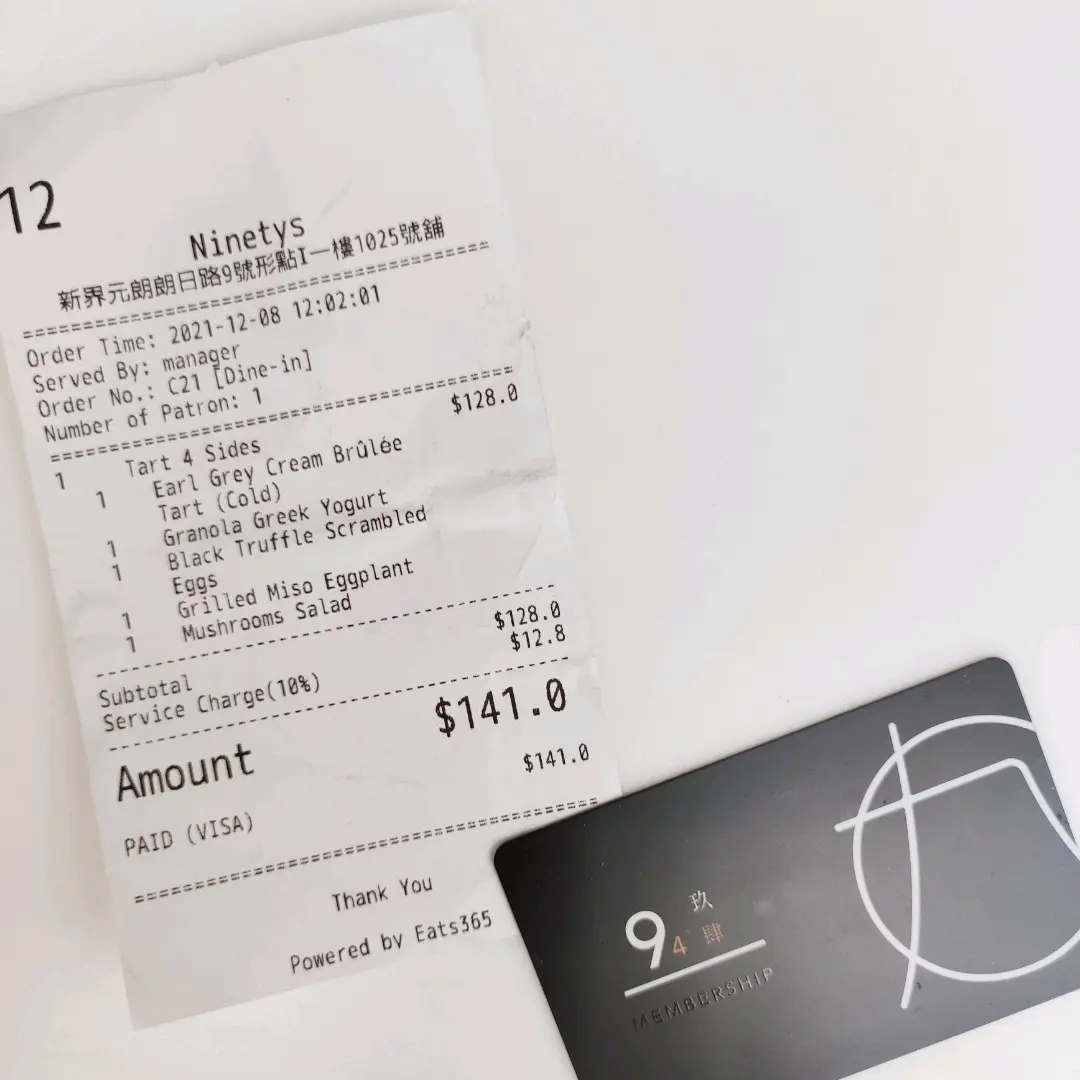 12
Ninetys
新界元朗朗日路9號形點I一樓1025號舖
Order Time: 2021-12-08 12:02:01
Served By: manager
Order No.: C21 [Dine-in]
Number of Patron: 1
1 Tart 4 Sides $128.0
1 Earl Grey Cream Brûlée
Tart (Cold)
1 Granola Greek Yogurt
1 Black Truffle Scrambled
Eggs
1 Grilled Miso Eggplant
1 Mushrooms Salad
Subtotal $128.0
Service Charge(10%) $12.8
Amount $141.0
PAID (VISA) $141.0
Thank You
Powered by Eats365
9 玖
4 肆
MEMBERSHIP